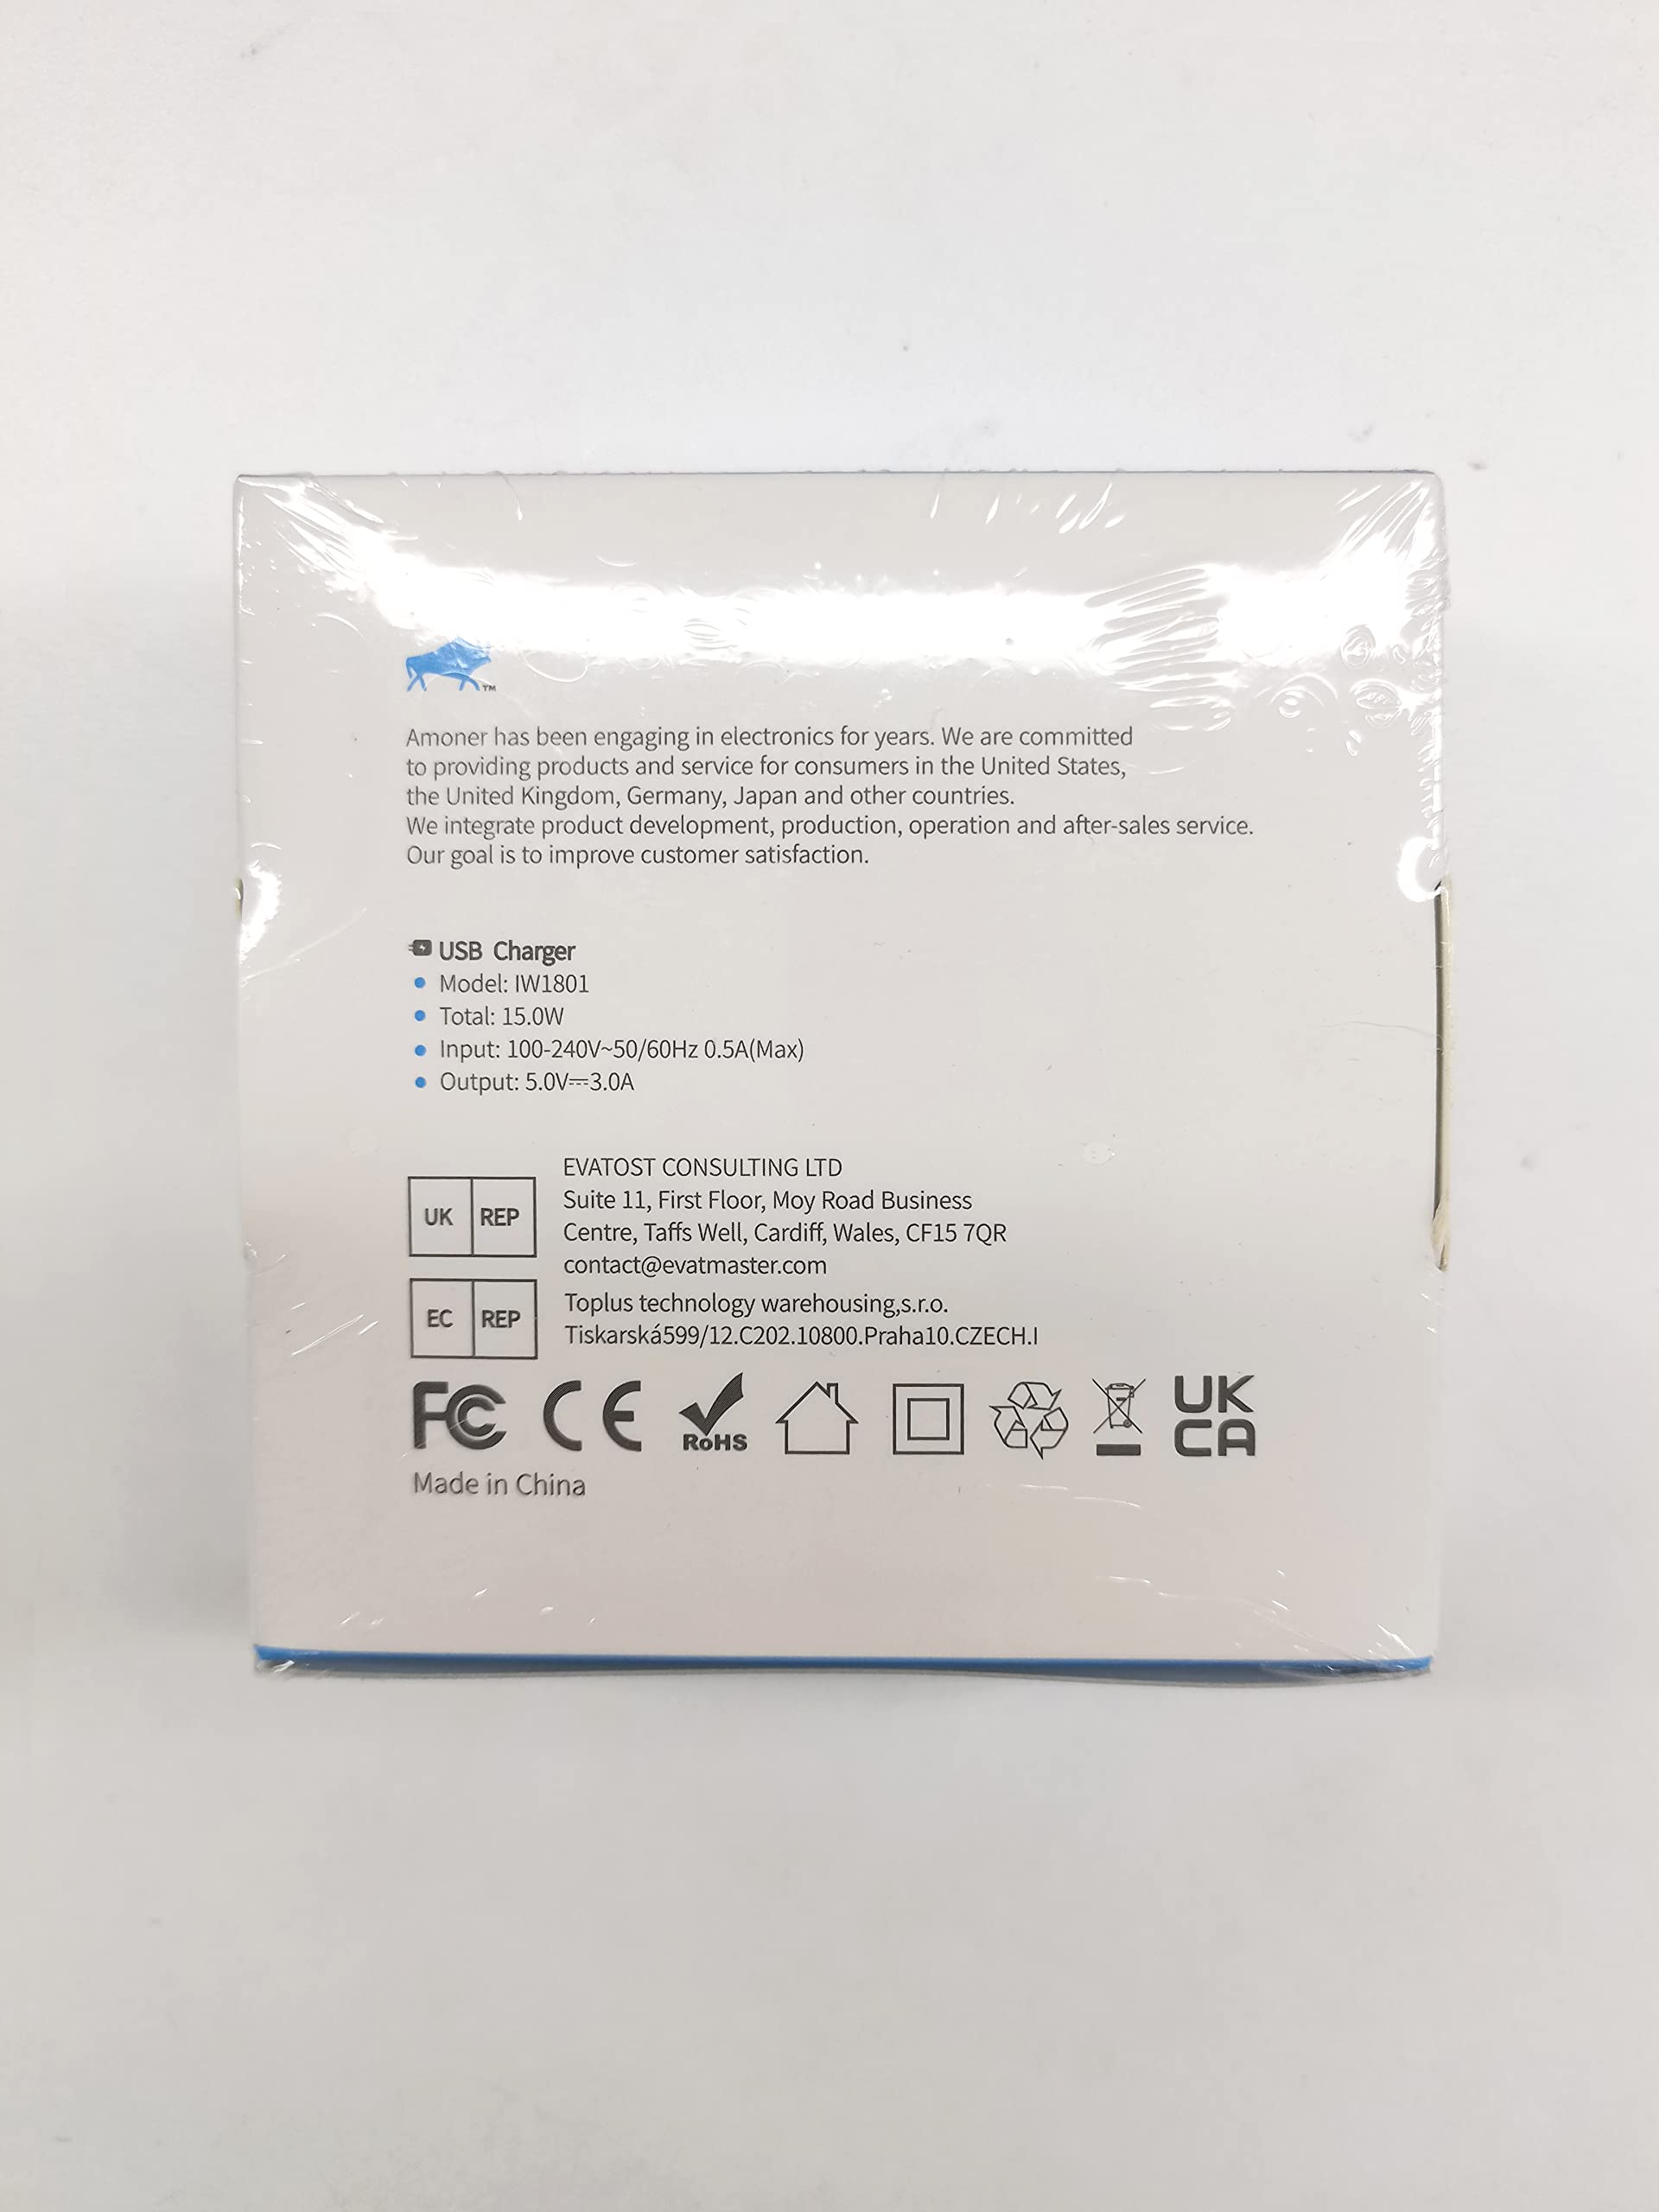 TM
Amoner has been engaging in electronics for years. We are committed
to providing products and service for consumers in the United States,
the United Kingdom, Germany, Japan and other countries.
We integrate product development, production, operation and after-sales service.
Our goal is to improve customer satisfaction.
USB Charger
Model: IW1801
Total: 15.0W
Input: 100-240V~50/60Hz 0.5A(Max)
Output: 5.0V⎓3.0A
UK REP
EVATOST CONSULTING LTD
Suite 11, First Floor, Moy Road Business
Centre, Taffs Well, Cardiff, Wales, CF15 7QR
contact@evatmaster.com
EC REP
Toplus technology warehousing,s.r.o.
Tiskarská599/12.C202.10800.Praha10.CZECH.I
FC CE RoHS UK CA
Made in China